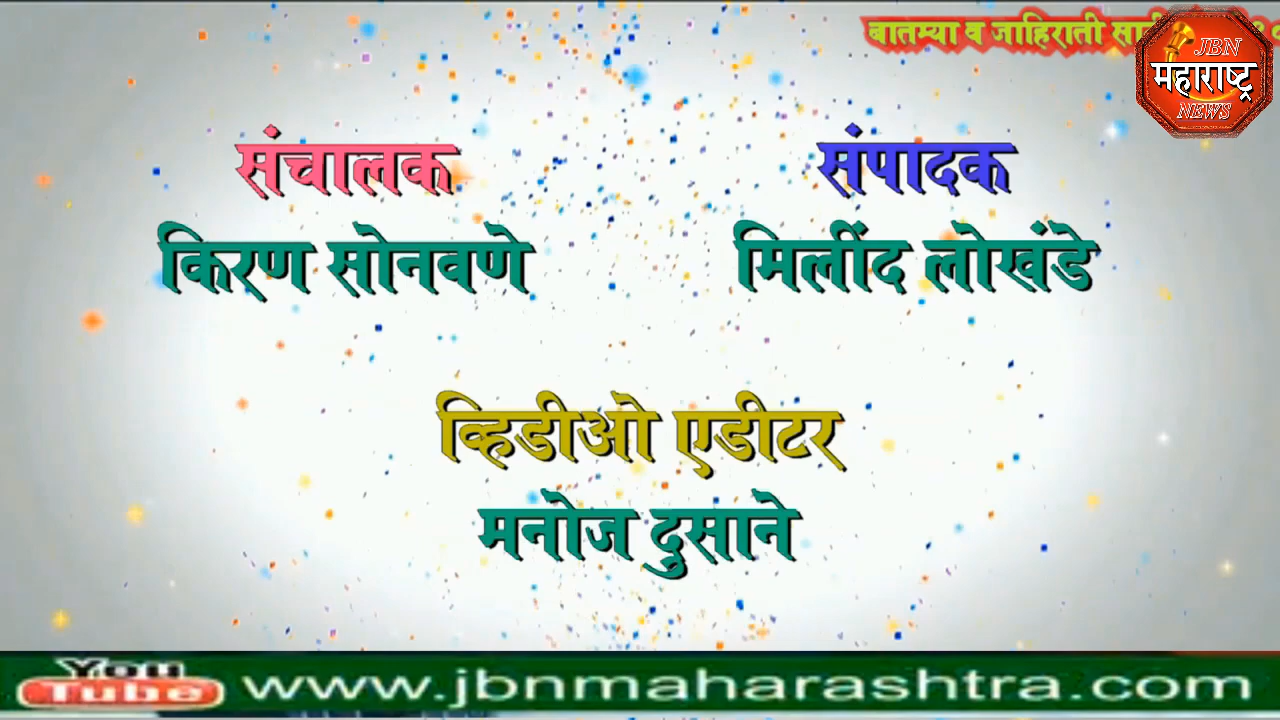 बातम्या व जाहिराती
JBN
महाराष्ट्र
NEWS
संचालक
संपादक
किरण सोनवणे
मिलींद लोखंडे
व्हिडीओ एडीटर
मनोज दुसाने
You
Tube
www.jbnmaharashtra.com